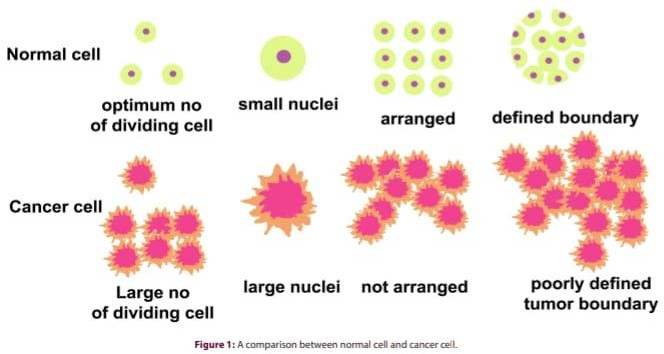 Normal cell
optimum no
of dividing cell
small nuclei
arranged
defined boundary
Cancer cell
Large no
of dividing cell
large nuclei
not arranged
poorly defined
tumor boundary
Figure 1: A comparison between normal cell and cancer cell.